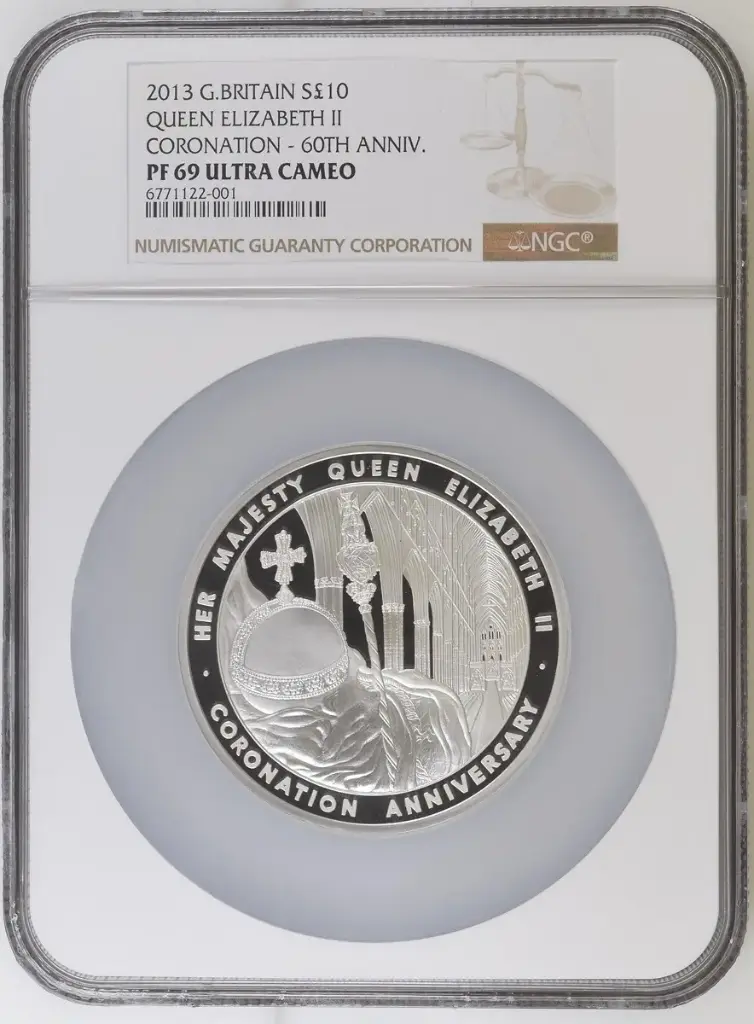 2013 G.BRITAIN S£10
QUEEN ELIZABETH II
CORONATION - 60TH ANNIV.
PF 69 ULTRA CAMEO
6771122-001
NUMISMATIC GUARANTY CORPORATION
NGC®
HER MAJESTY QUEEN ELIZABETH II
· CORONATION ANNIVERSARY ·